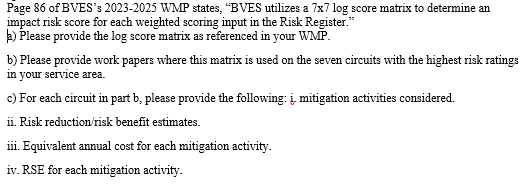 Page 86 of BVES's 2023-2025 WMP states, "BVES utilizes a 7x7 log score matrix to determine an
impact risk score for each weighted scoring input in the Risk Register."
a) Please provide the log score matrix as referenced in your WMP.
b) Please provide work papers where this matrix is used on the seven circuits with the highest risk ratings
in your service area.
c) For each circuit in part b, please provide the following: i. mitigation activities considered.
ii. Risk reduction/risk benefit estimates.
iii. Equivalent annual cost for each mitigation activity.
iv. RSE for each mitigation activity.